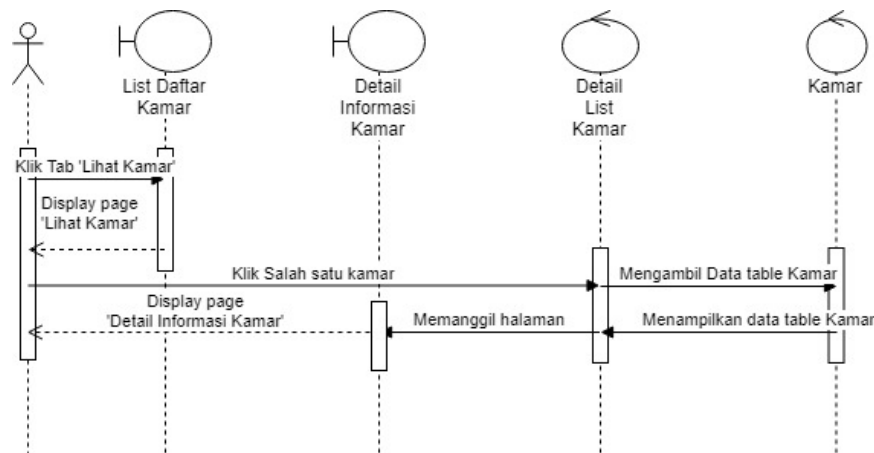 List Daftar
Kamar
Detail
Informasi
Kamar
Detail
List
Kamar
Kamar
Klik Tab 'Lihat Kamar'
Display page
'Lihat Kamar'
Klik Salah satu kamar
Mengambil Data table Kamar
Display page
'Detail Informasi Kamar'
Memanggil halaman
Menampilkan data table Kamar